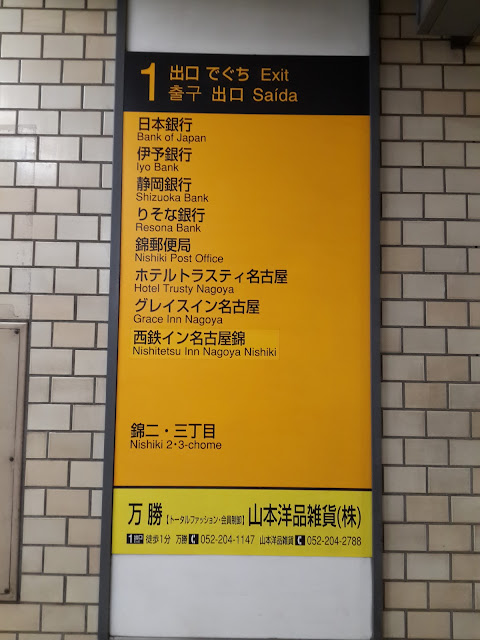 1 出口 でぐち Exit
출구 出口 Saída
日本銀行
Bank of Japan
伊予銀行
Iyo Bank
静岡銀行
Shizuoka Bank
りそな銀行
Resona Bank
錦郵便局
Nishiki Post Office
ホテルトラスティ名古屋
Hotel Trusty Nagoya
グレイスイン名古屋
Grace Inn Nagoya
西鉄イン名古屋錦
Nishitetsu Inn Nagoya Nishiki
錦二・三丁目
Nishiki 2・3-chome
万勝【トータルファッション・会員制卸】山本洋品雑貨(株)
1 徒歩1分 万勝 052-204-1147 山本洋品雑貨 052-204-2788